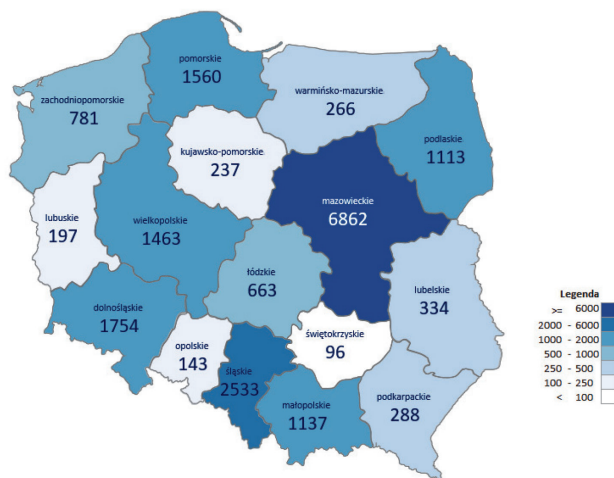 pomorskie
1560
warmińsko-mazurskie
266
zachodniopomorskie
781
podlaskie
1113
kujawsko-pomorskie
237
mazowieckie
6862
lubuskie
197
wielkopolskie
1463
łódzkie
663
lubelskie
334
dolnośląskie
1754
opolskie
143
śląskie
2533
świętokrzyskie
96
małopolskie
1137
podkarpackie
288
Legenda
>= 6000
2000 - 6000
1000 - 2000
500 - 1000
250 - 500
100 - 250
< 100